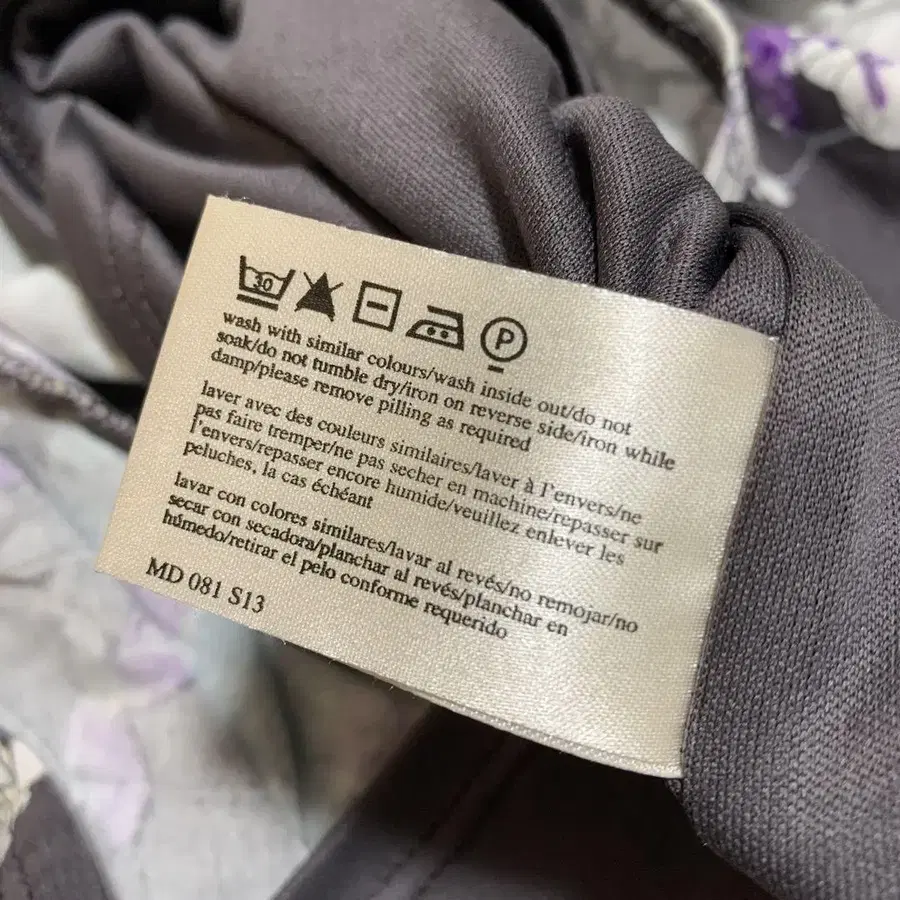 30 P
wash with similar colours/wash inside out/do not
soak/do not tumble dry/iron on reverse side/iron while
damp/please remove pilling as required
laver avec des couleurs similaires/laver à l'envers/ne
pas faire tremper/ne pas secher en machine/repasser sur
l'envers/repasser encore humide/veuillez enlever les
peluches, la cas échéant
lavar con colores similares/lavar al revés/no remojar/no
secar con secadora/planchar al revés/planchar en
húmedo/retirar el pelo conforme requerido
MD 081 S13